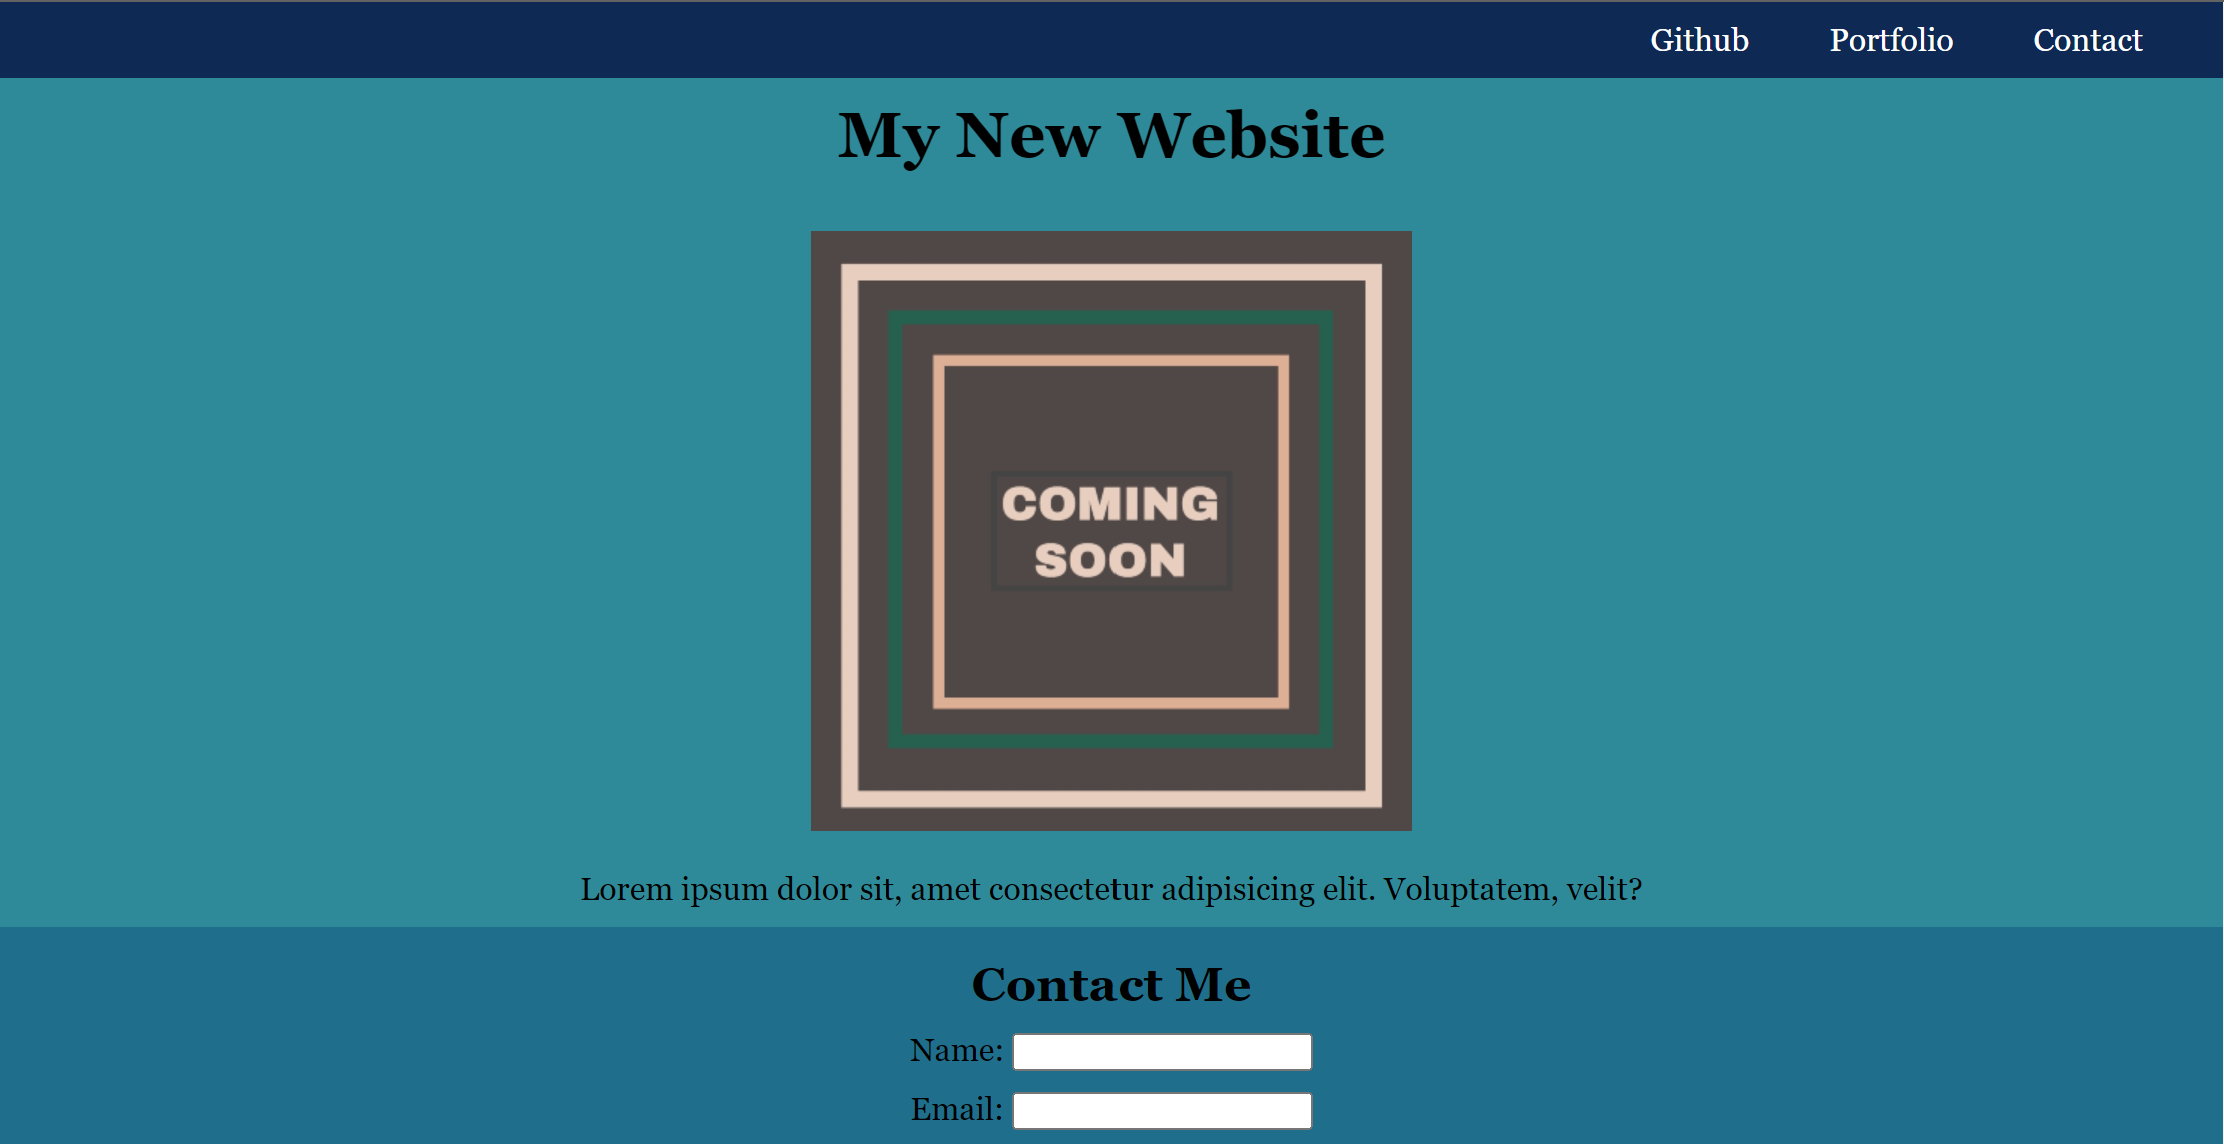 Github Portfolio Contact
My New Website
COMING
SOON
Lorem ipsum dolor sit, amet consectetur adipisicing elit. Voluptatem, velit?
Contact Me
Name:
Email: